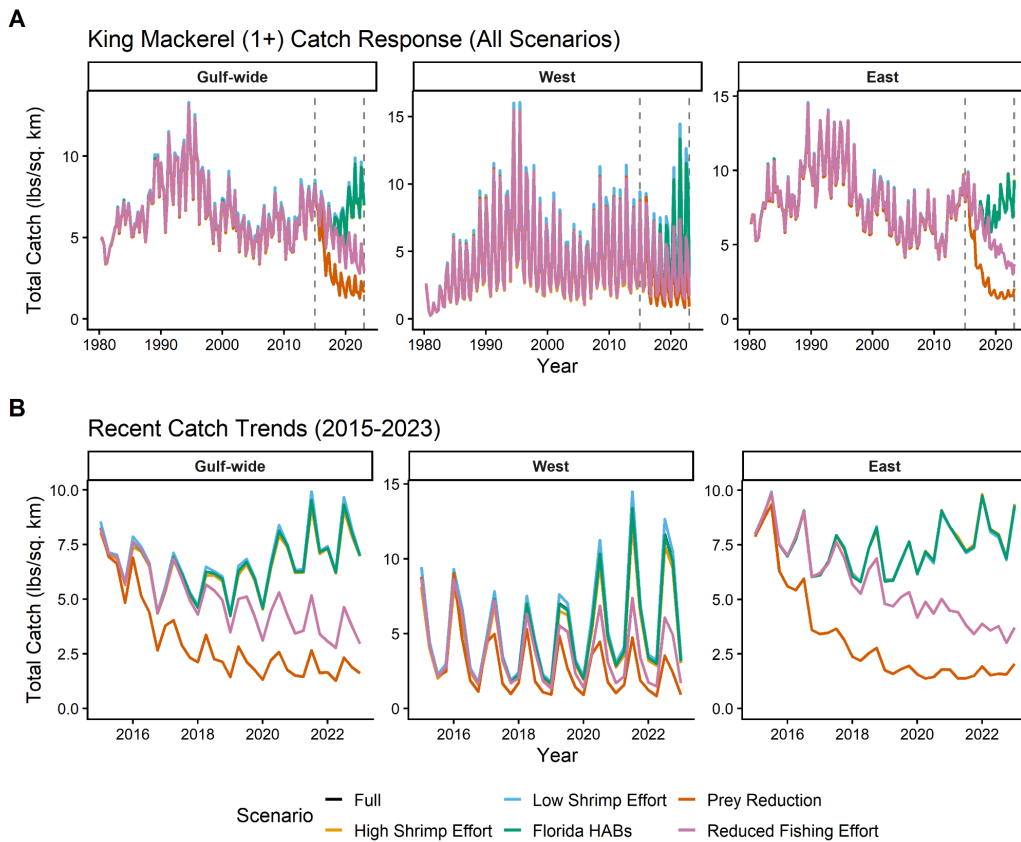 A
King Mackerel (1+) Catch Response (All Scenarios)
Gulf-wide West East
Total Catch (lbs/sq. km)
0 5 10
0 5 10 15
0 5 10 15
1980 1990 2000 2010 2020
1980 1990 2000 2010 2020
1980 1990 2000 2010 2020
Year
B
Recent Catch Trends (2015-2023)
Gulf-wide West East
Total Catch (lbs/sq. km)
0.0 2.5 5.0 7.5 10.0
0 5 10 15
0.0 2.5 5.0 7.5 10.0
2016 2018 2020 2022
2016 2018 2020 2022
2016 2018 2020 2022
Year
Scenario
Full Low Shrimp Effort Prey Reduction
High Shrimp Effort Florida HABs Reduced Fishing Effort